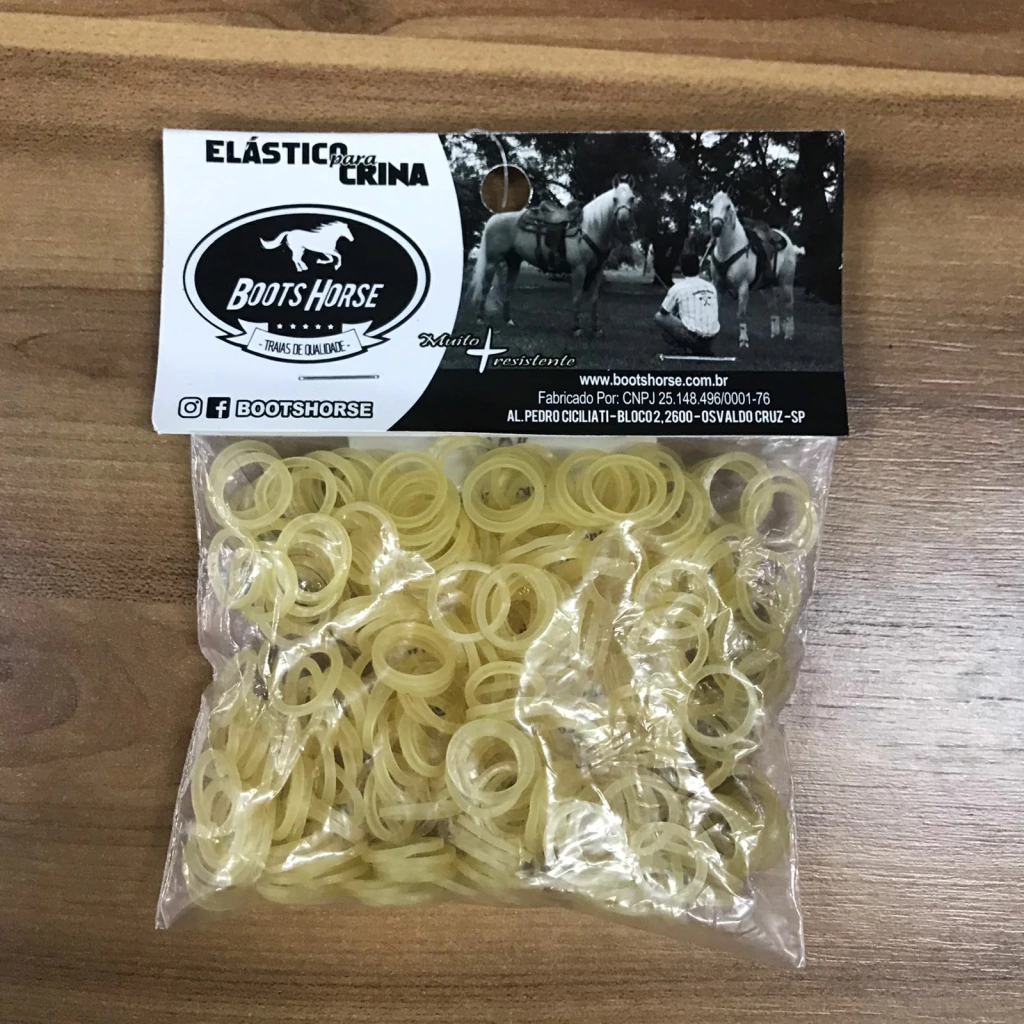 ELÁSTICO
para
CRINA
BOOTS HORSE
- TRAIAS DE QUALIDADE -
Muito + resistente
BOOTSHORSE
www.bootshorse.com.br
Fabricado Por: CNPJ 25.148.496/0001-76
AL. PEDRO CICILIATI - BLOCO 2, 2600 - OSVALDO CRUZ - SP